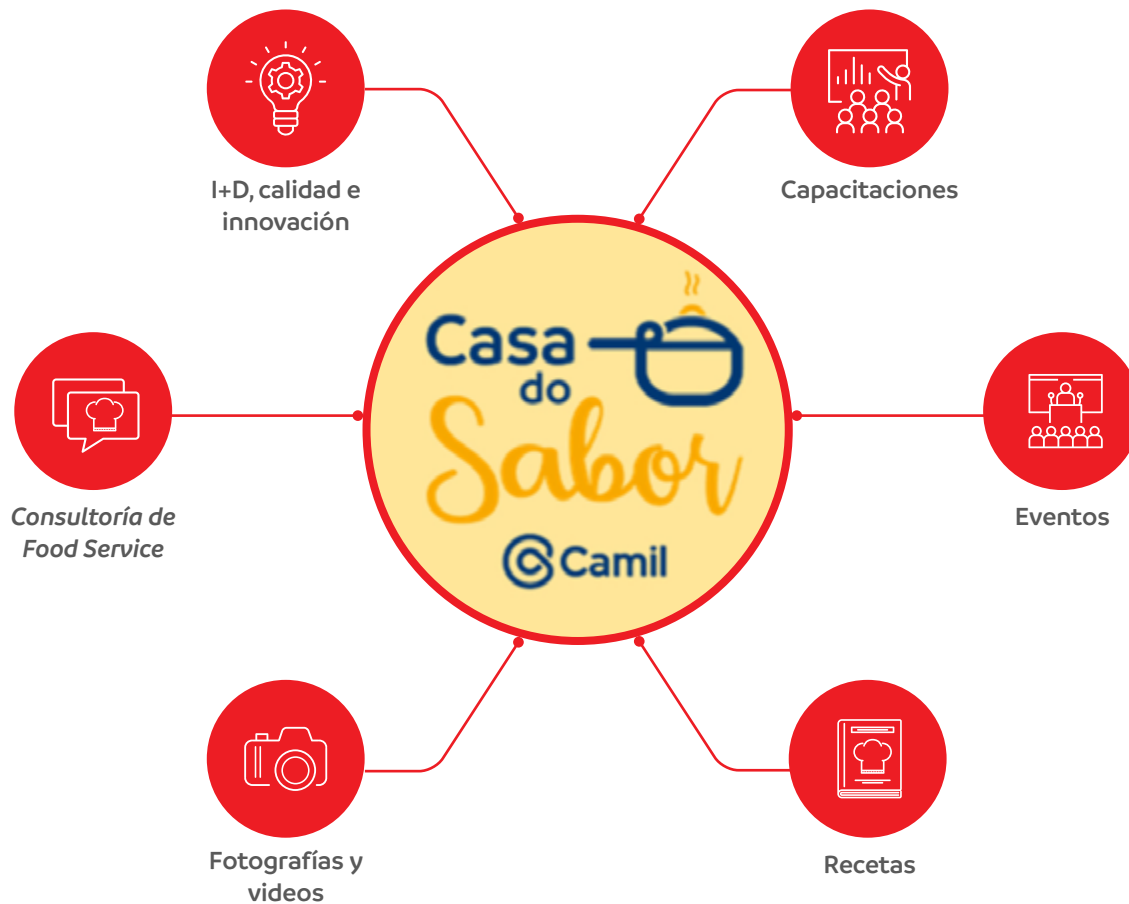 I+D, calidad e
innovación
Capacitaciones
Casa
do
Sabor
Camil
Consultoría de
Food Service
Eventos
Fotografías y
videos
Recetas